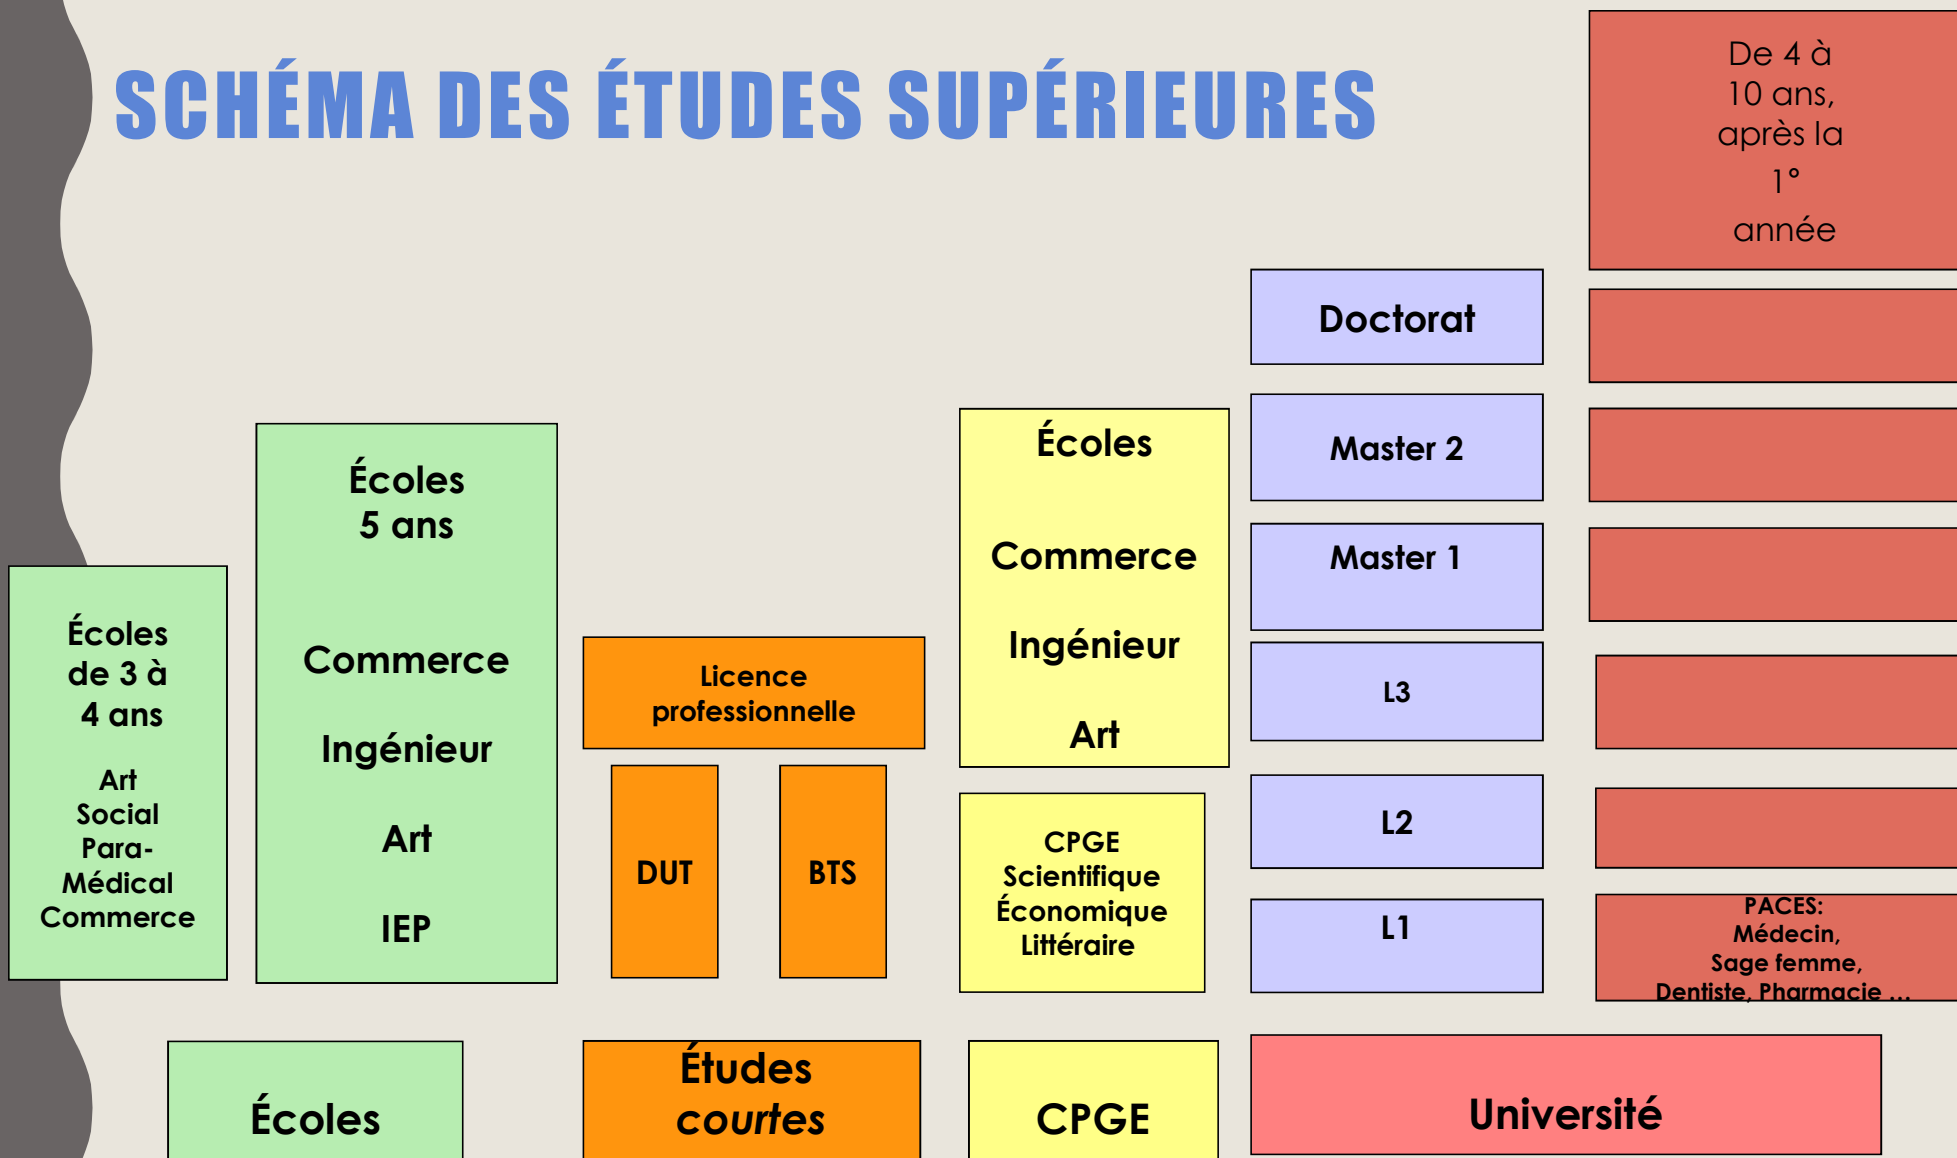 SCHÉMA DES ÉTUDES SUPÉRIEURES
De 4 à
10 ans,
après la
1°
année
Doctorat
Master 2
Master 1
L3
L2
L1
PACES:
Médecin,
Sage femme,
Dentiste, Pharmacie ...
Écoles
Commerce
Ingénieur
Art
CPGE
Scientifique
Économique
Littéraire
Licence
professionnelle
DUT
BTS
Écoles
5 ans
Commerce
Ingénieur
Art
IEP
Écoles
de 3 à
4 ans
Art
Social
Para-
Médical
Commerce
Écoles
Études
courtes
CPGE
Université